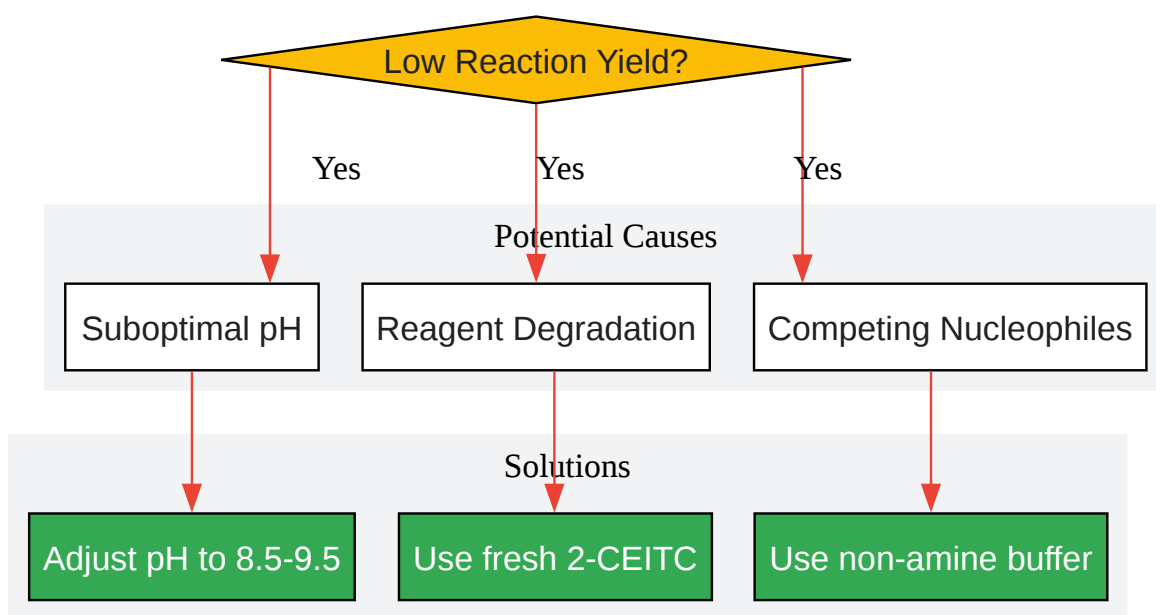 Low Reaction Yield?
Yes
Yes
Yes
Potential Causes
Suboptimal pH
Reagent Degradation
Competing Nucleophiles
Solutions
Adjust pH to 8.5-9.5
Use fresh 2-CEITC
Use non-amine buffer